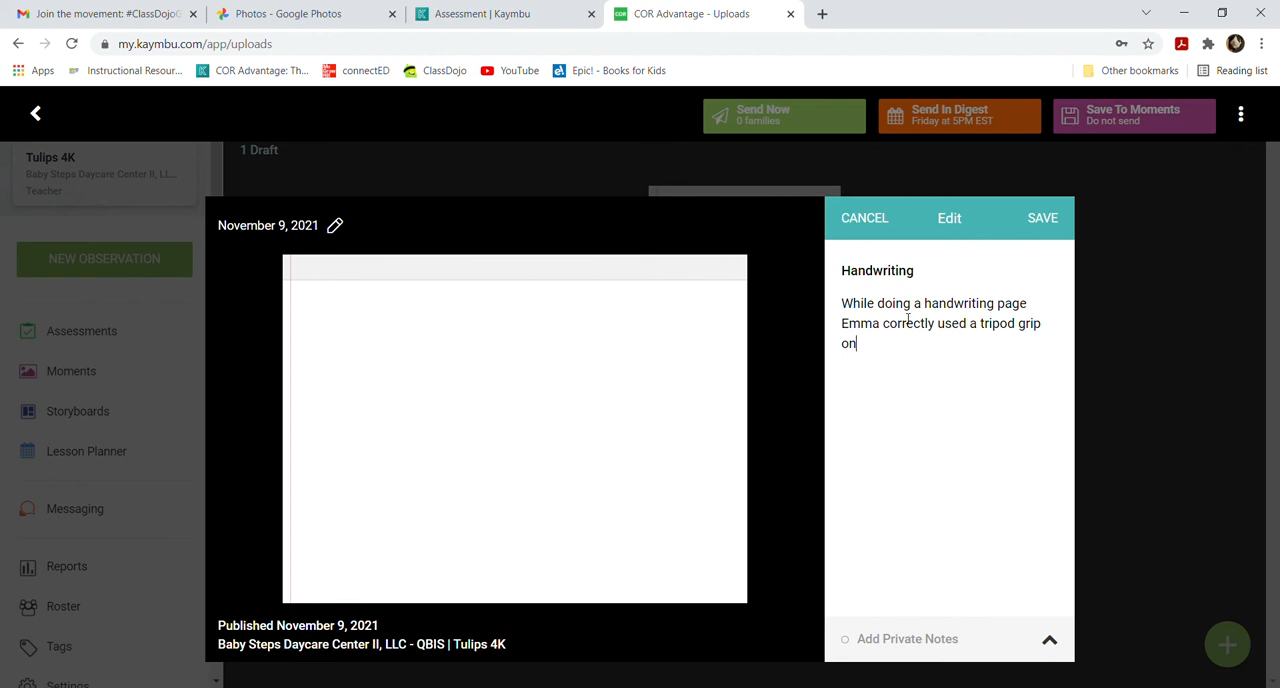 Join the movement: #ClassDojo
Photos - Google Photos
Assessment | Kaymbu
COR Advantage - Uploads
my.kaymbu.com/app/uploads
Apps
Instructional Resour...
COR Advantage: Th...
connectED
ClassDojo
YouTube
Epic! - Books for Kids
Other bookmarks
Reading list
Send Now
0 families
Send In Digest
Friday at 5PM EST
Save To Moments
Do not send
Tulips 4K
Baby Steps Daycare Center II, LL...
Teacher
1 Draft
NEW OBSERVATION
Assessments
Moments
Storyboards
Lesson Planner
Messaging
Reports
Roster
Tags
Settings
November 9, 2021
Published November 9, 2021
Baby Steps Daycare Center II, LLC - QBIS | Tulips 4K
CANCEL
Edit
SAVE
Handwriting
While doing a handwriting page
Emma correctly used a tripod grip
on
Add Private Notes